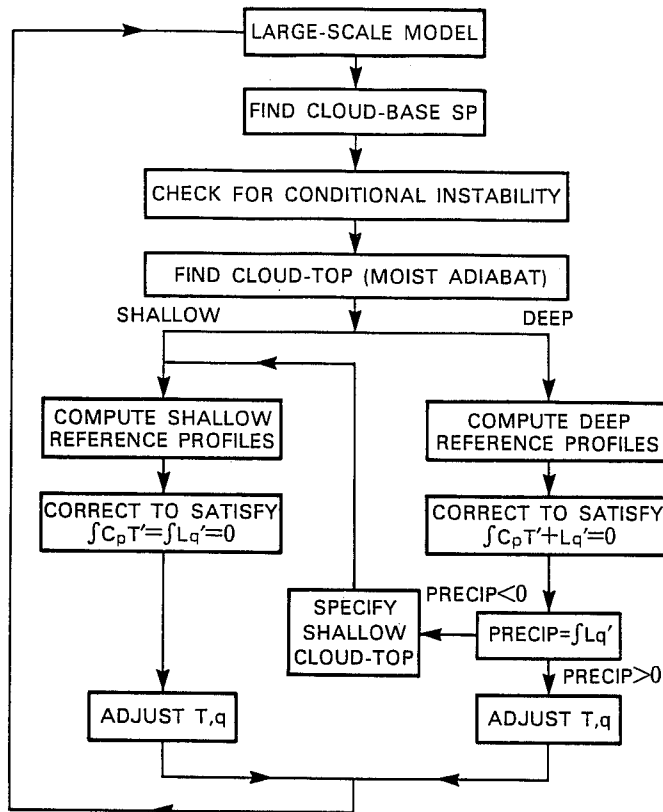 LARGE-SCALE MODEL
FIND CLOUD-BASE SP
CHECK FOR CONDITIONAL INSTABILITY
FIND CLOUD-TOP (MOIST ADIABAT)
SHALLOW
DEEP
COMPUTE SHALLOW
REFERENCE PROFILES
COMPUTE DEEP
REFERENCE PROFILES
CORRECT TO SATISFY
∫CpT′=∫Lq′=0
CORRECT TO SATISFY
∫CpT′+Lq′=0
PRECIP<0
SPECIFY
SHALLOW
CLOUD-TOP
PRECIP=∫Lq′
PRECIP>0
ADJUST T,q
ADJUST T,q